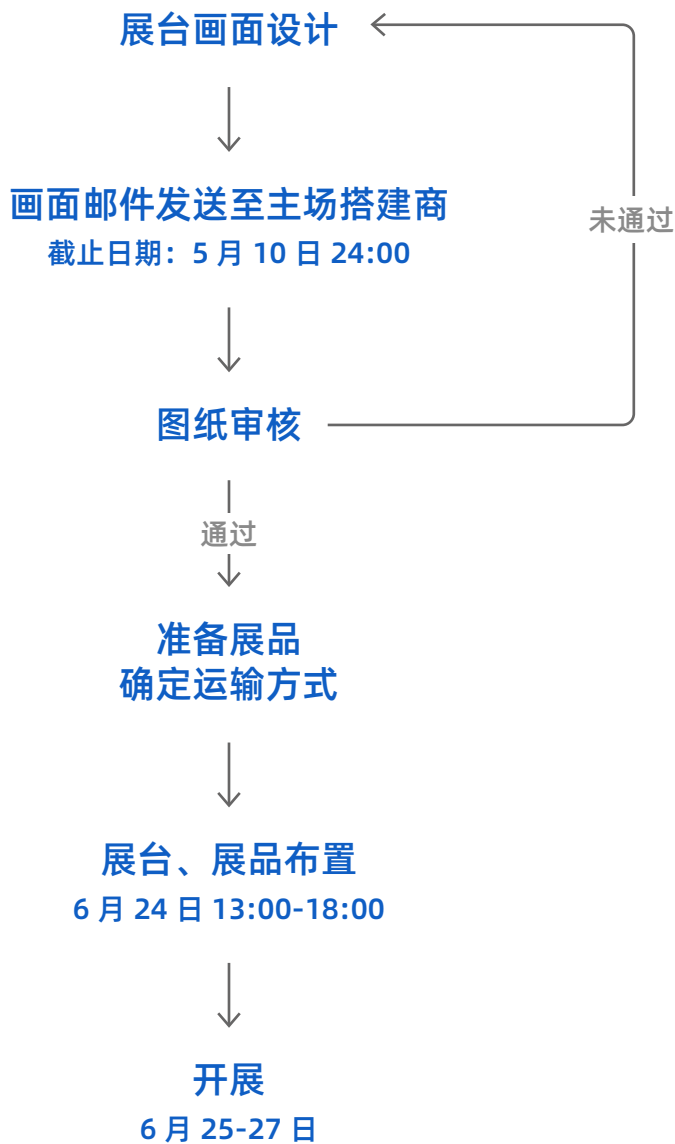 展台画面设计
画面邮件发送至主场搭建商
截止日期：5 月 10 日 24:00
未通过
图纸审核
通过
准备展品
确定运输方式
展台、展品布置
6 月 24 日 13:00-18:00
开展
6 月 25-27 日